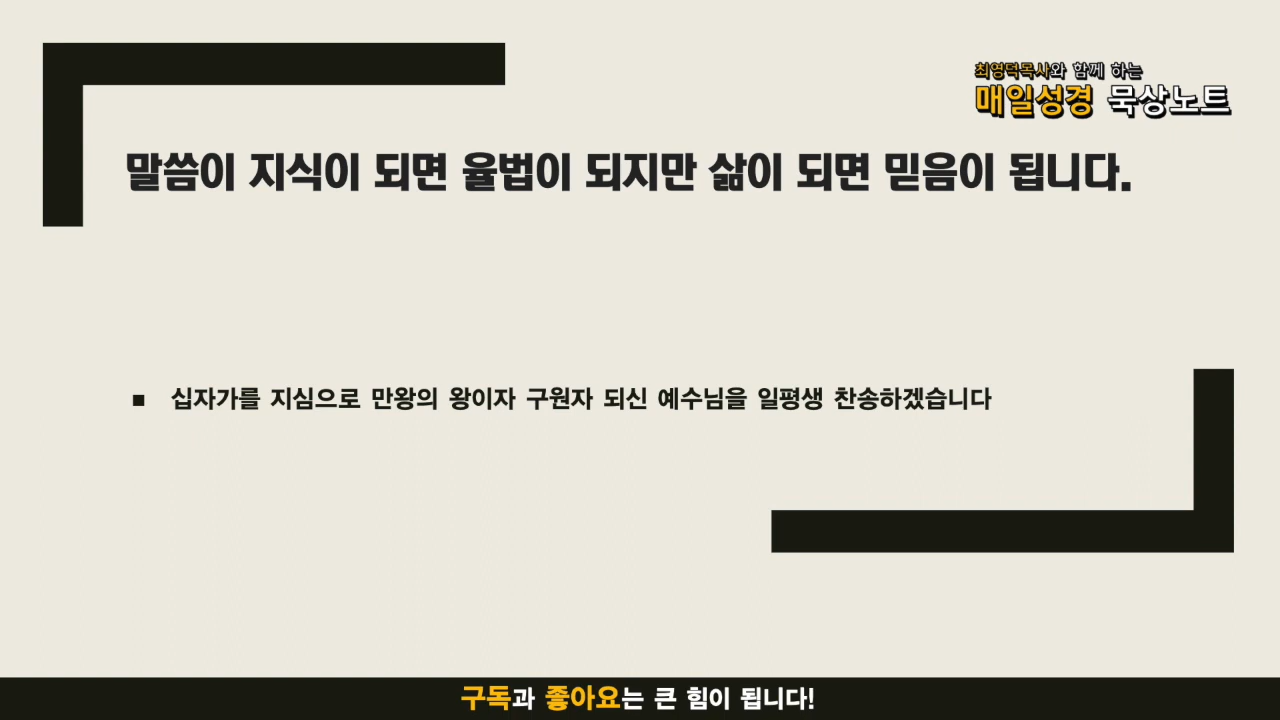 최영덕목사와 함께 하는
매일성경 묵상노트
말씀이 지식이 되면 율법이 되지만 삶이 되면 믿음이 됩니다.
■ 십자가를 지심으로 만왕의 왕이자 구원자 되신 예수님을 일평생 찬송하겠습니다
구독과 좋아요는 큰 힘이 됩니다!